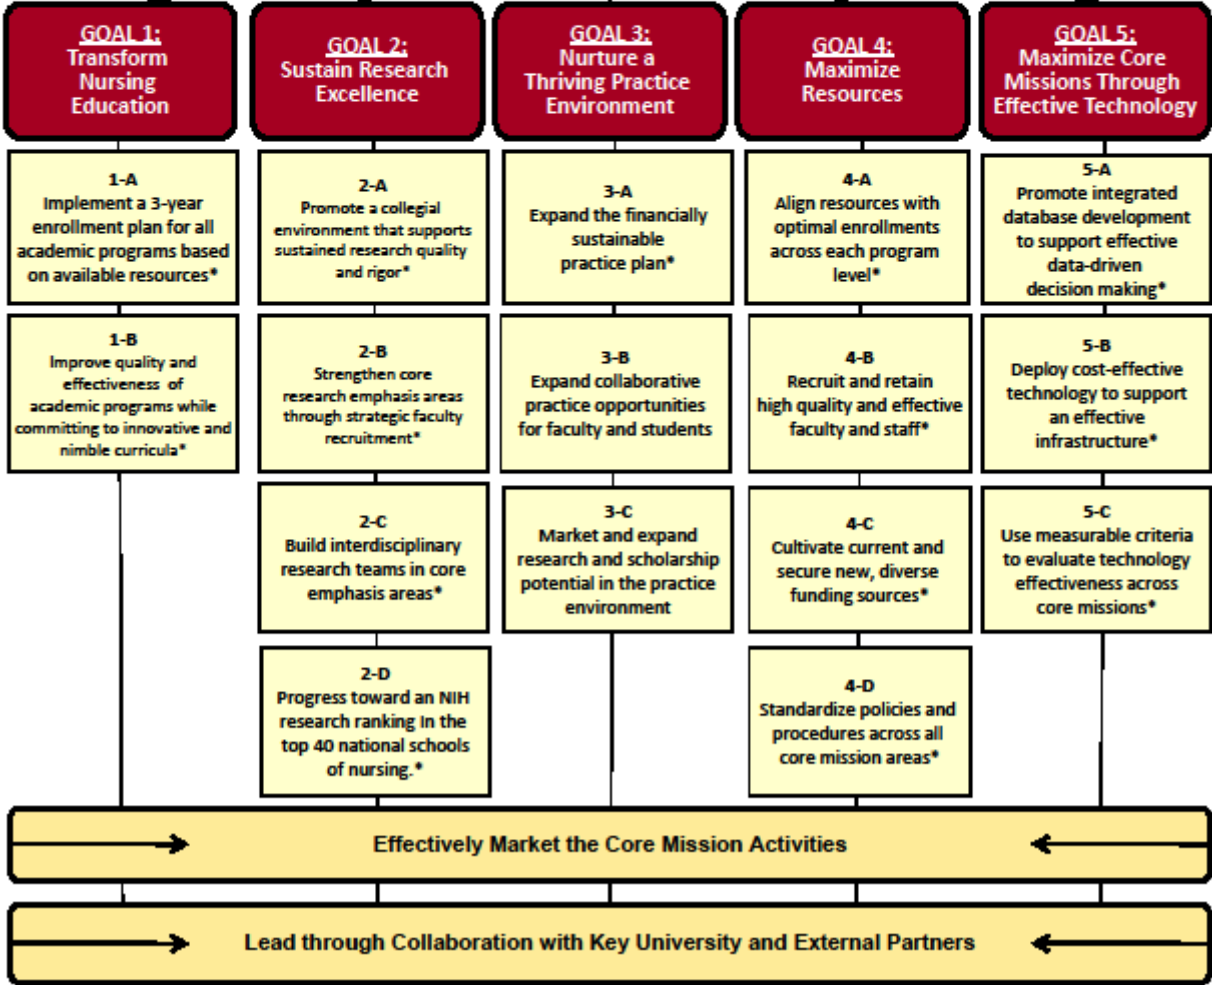 GOAL 1:
Transform
Nursing
Education
GOAL 2:
Sustain Research
Excellence
GOAL 3:
Nurture a
Thriving Practice
Environment
GOAL 4:
Maximize
Resources
GOAL 5:
Maximize Core
Missions Through
Effective Technology
1-A
Implement a 3-year
enrollment plan for all
academic programs based
on available resources*
2-A
Promote a collegial
environment that supports
sustained research quality
and rigor*
3-A
Expand the financially
sustainable
practice plan*
4-A
Align resources with
optimal enrollments
across each program
level*
5-A
Promote integrated
database development
to support effective
data-driven
decision making*
1-B
Improve quality and
effectiveness of
academic programs while
committing to innovative and
nimble curricula*
2-B
Strengthen core
research emphasis areas
through strategic faculty
recruitment*
3-B
Expand collaborative
practice opportunities
for faculty and students
4-B
Recruit and retain
high quality and effective
faculty and staff*
5-B
Deploy cost-effective
technology to support
an effective
infrastructure*
2-C
Build interdisciplinary
research teams in core
emphasis areas*
3-C
Market and expand
research and scholarship
potential in the practice
environment
4-C
Cultivate current and
secure new, diverse
funding sources*
5-C
Use measurable criteria
to evaluate technology
effectiveness across
core missions*
2-D
Progress toward an NIH
research ranking In the
top 40 national schools
of nursing.*
4-D
Standardize policies and
procedures across all
core mission areas*
Effectively Market the Core Mission Activities
Lead through Collaboration with Key University and External Partners